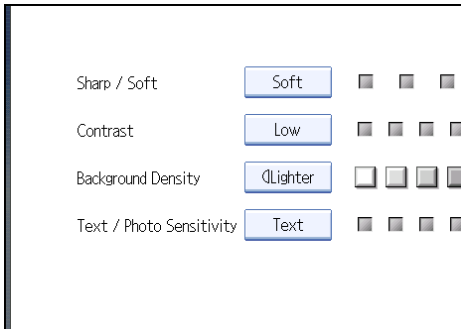 Sharp / Soft Soft
Contrast Low
Background Density ◁Lighter
Text / Photo Sensitivity Text